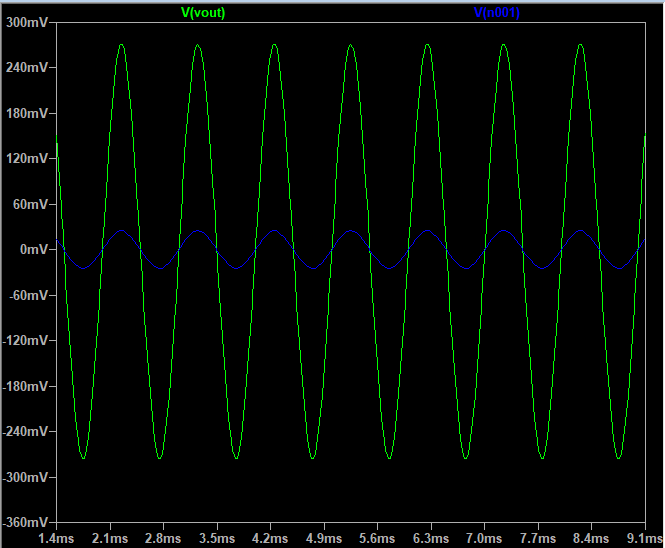 V(vout) V(n001)
300mV
240mV
180mV
120mV
60mV
0mV
-60mV
-120mV
-180mV
-240mV
-300mV
-360mV
1.4ms 2.1ms 2.8ms 3.5ms 4.2ms 4.9ms 5.6ms 6.3ms 7.0ms 7.7ms 8.4ms 9.1ms